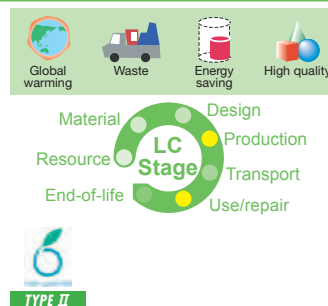 Global
warming
Waste
Energy
saving
High quality
Material
Design
Resource
LC
Stage
Production
Transport
End-of-life
Use/repair
TYPE II